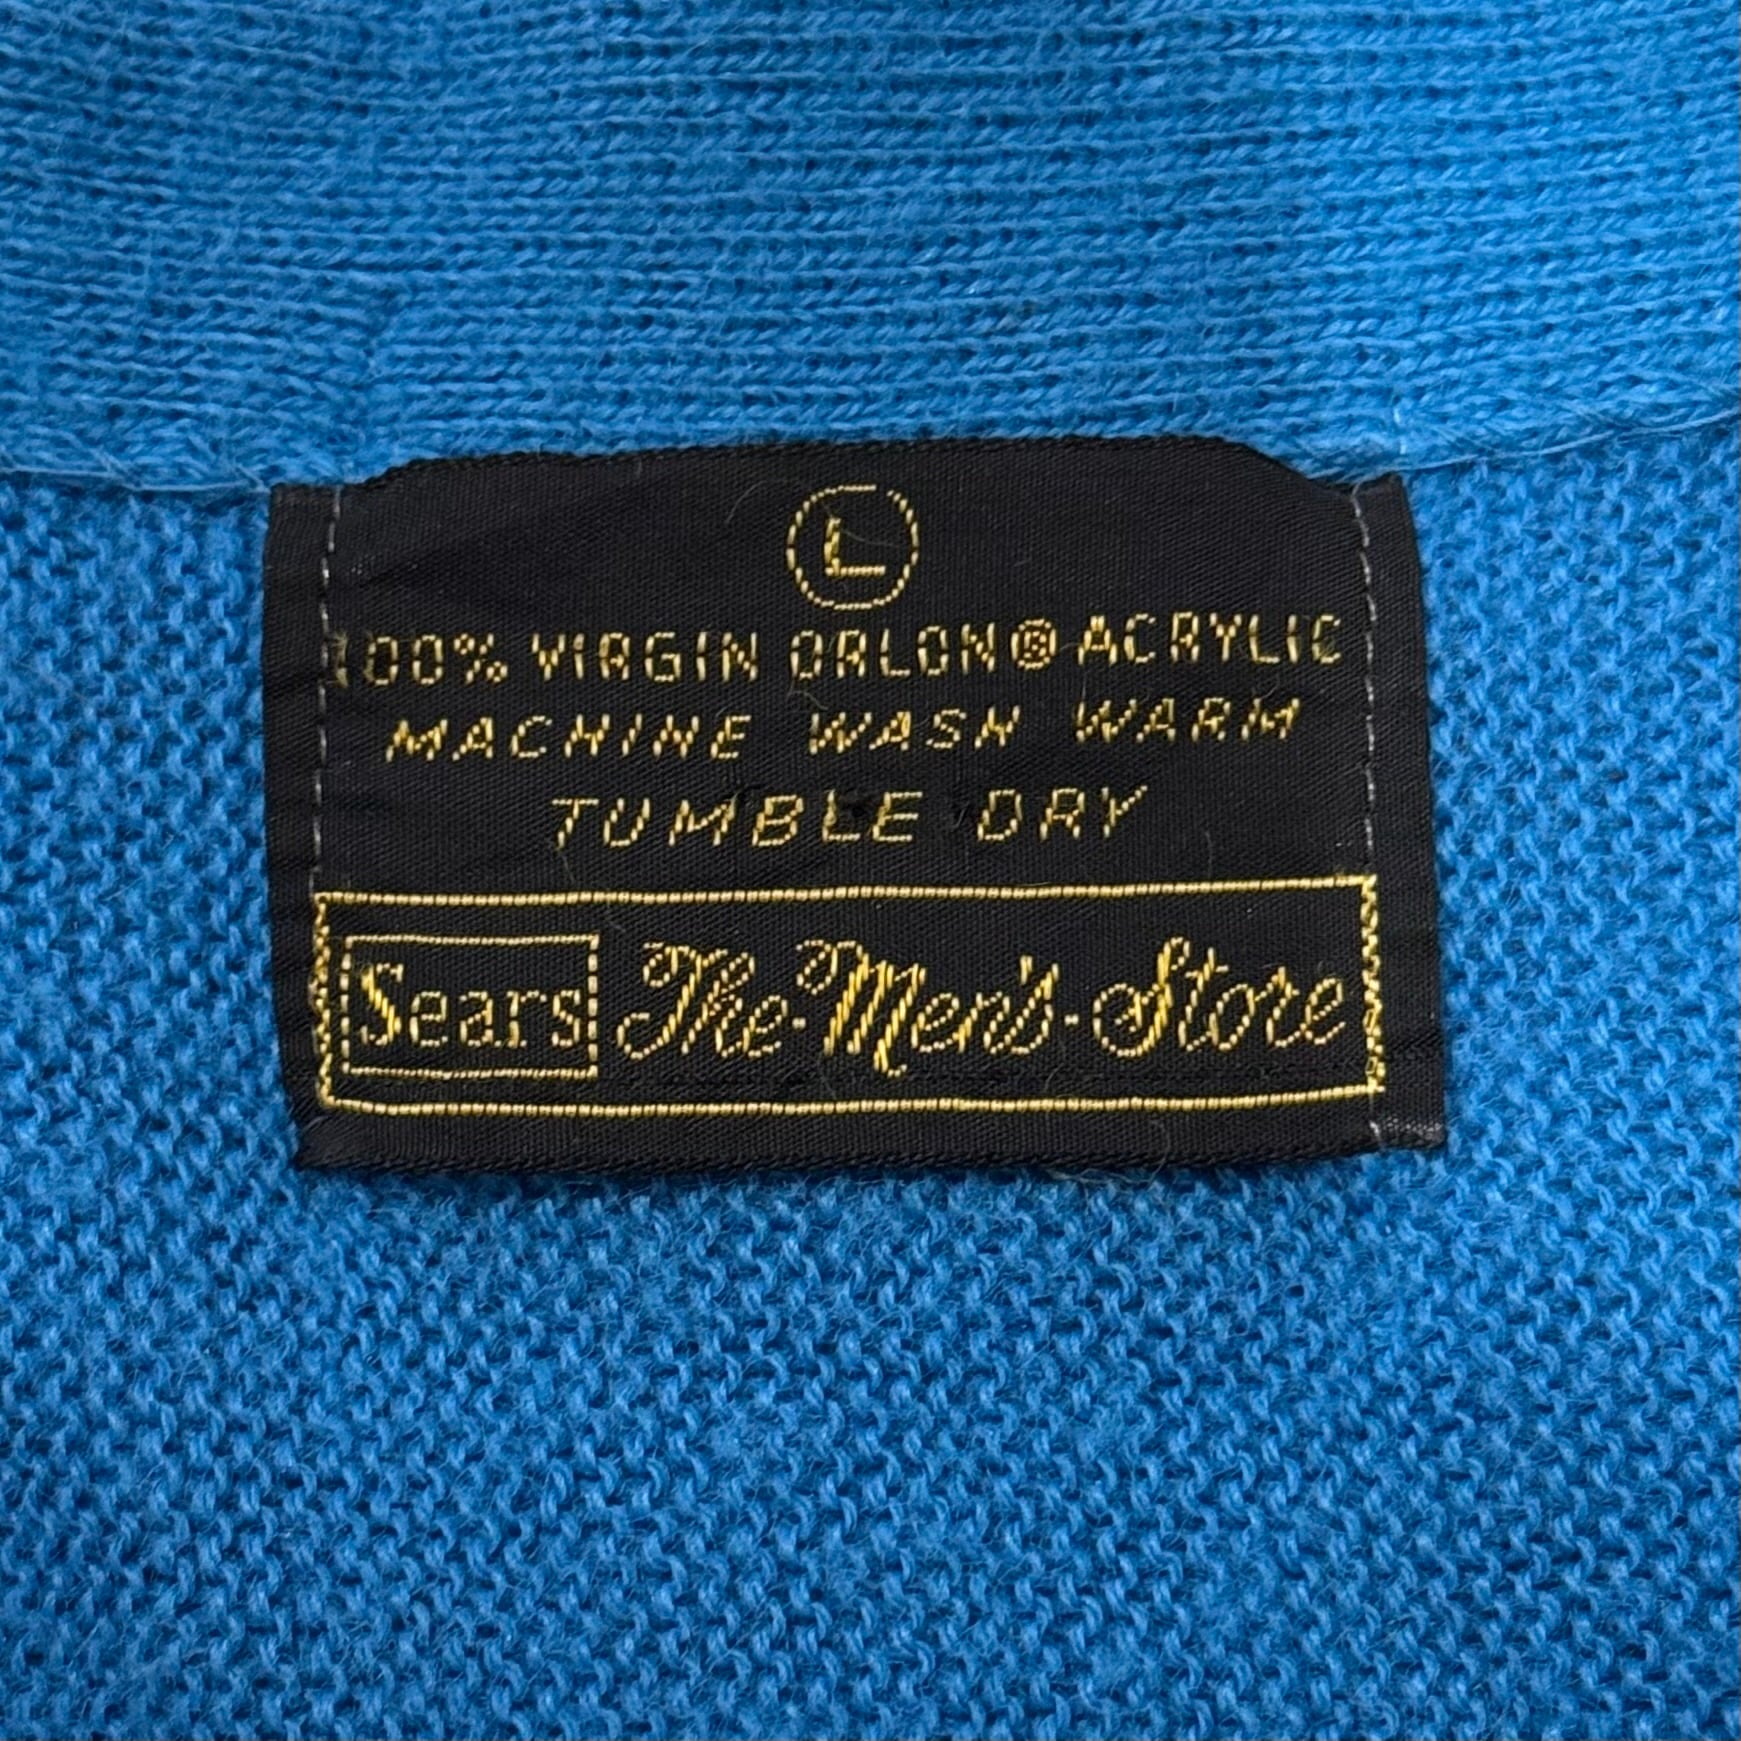 L
100% VIRGIN ORLON® ACRYLIC
MACHINE WASH WARM
TUMBLE DRY
Sears The-Men's-Store